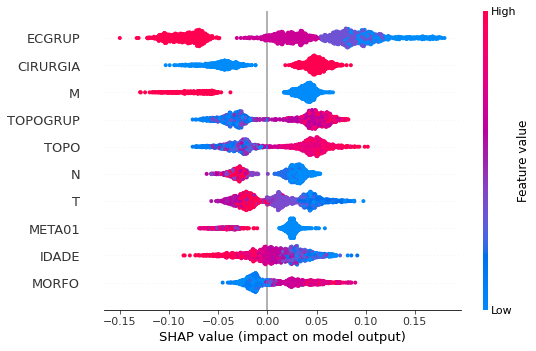 High
ECGRUP
CIRURGIA
M
TOPOGRUP
TOPO
N
T
META01
IDADE
MORFO
Feature value
Low
−0.15 −0.10 −0.05 0.00 0.05 0.10 0.15
SHAP value (impact on model output)